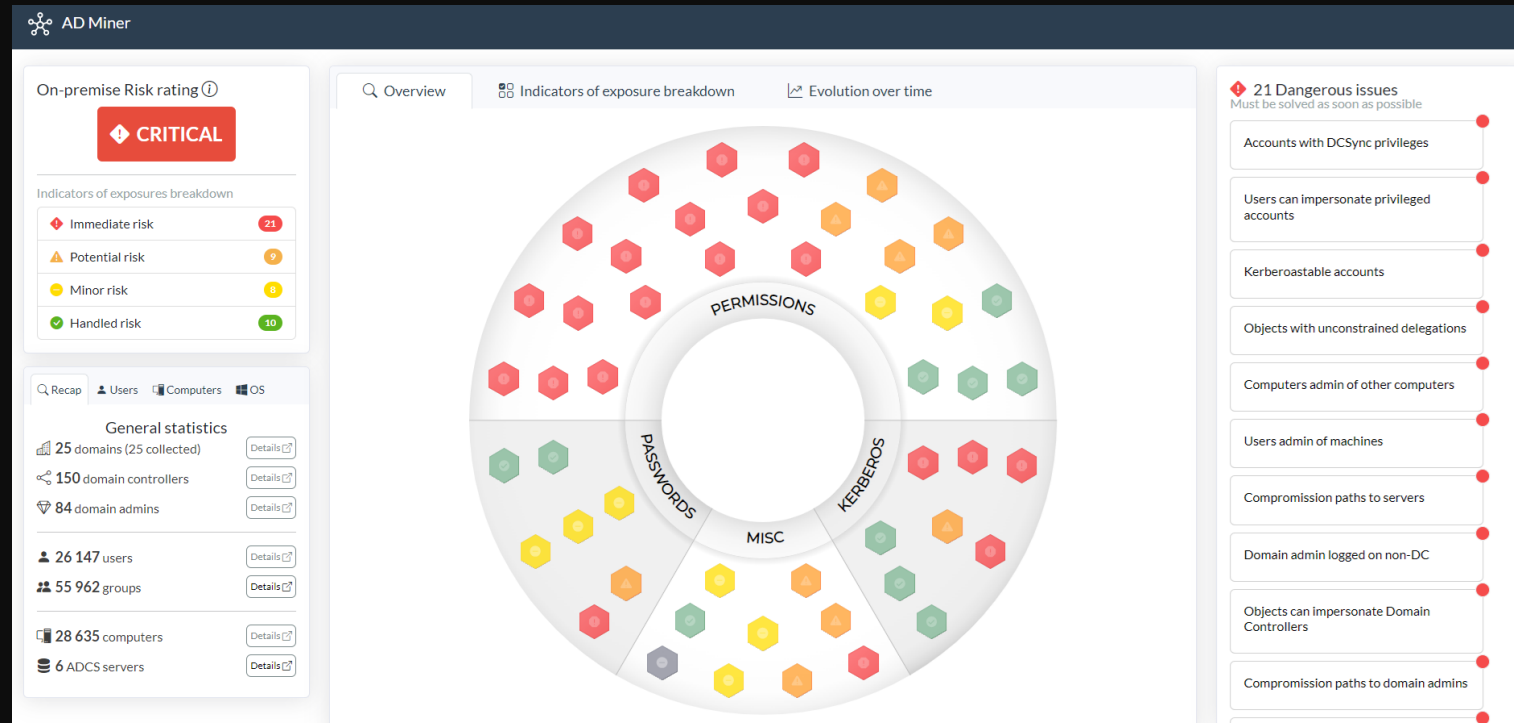 AD Miner
On-premise Risk rating
CRITICAL
Indicators of exposures breakdown
Immediate risk 21
Potential risk 9
Minor risk 8
Handled risk 10
Recap Users Computers OS
General statistics
25 domains (25 collected) Details
150 domain controllers Details
84 domain admins Details
26 147 users Details
55 962 groups Details
28 635 computers Details
6 ADCS servers Details
Overview Indicators of exposure breakdown Evolution over time
PERMISSIONS
PASSWORDS
KERBEROS
MISC
21 Dangerous issues
Must be solved as soon as possible
Accounts with DCSync privileges
Users can impersonate privileged
accounts
Kerberoastable accounts
Objects with unconstrained delegations
Computers admin of other computers
Users admin of machines
Compromission paths to servers
Domain admin logged on non-DC
Objects can impersonate Domain
Controllers
Compromission paths to domain admins